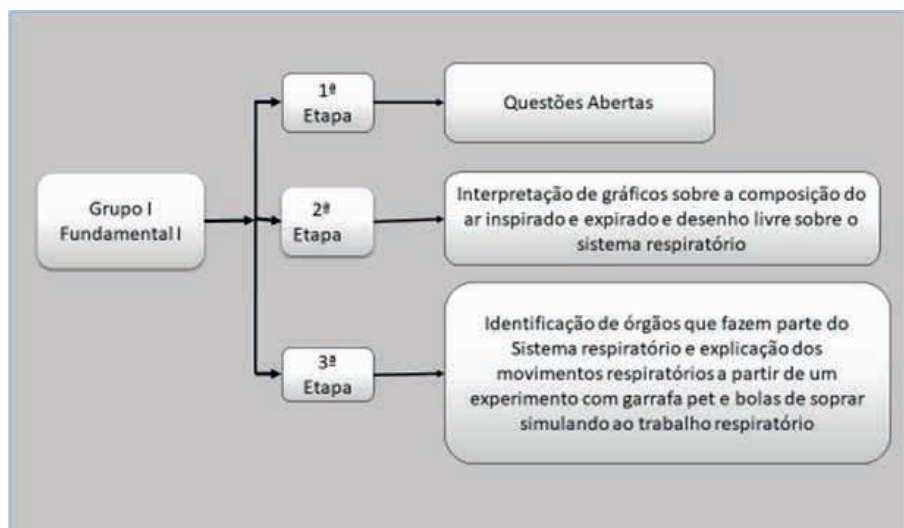 Grupo I
Fundamental I
1ª
Etapa
Questões Abertas
2ª
Etapa
Interpretação de gráficos sobre a composição do
ar inspirado e expirado e desenho livre sobre o
sistema respiratório
3ª
Etapa
Identificação de órgãos que fazem parte do
Sistema respiratório e explicação dos
movimentos respiratórios a partir de um
experimento com garrafa pet e bolas de soprar
simulando ao trabalho respiratório